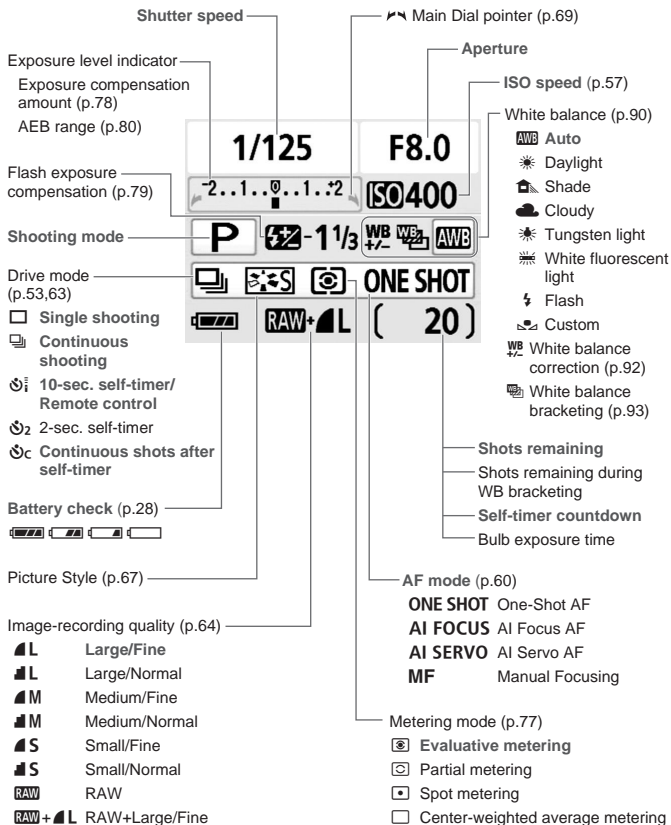 Shutter speed
Main Dial pointer (p.69)
Exposure level indicator
Exposure compensation
amount (p.78)
AEB range (p.80)
Aperture
ISO speed (p.57)
White balance (p.90)
AWB Auto
Daylight
Shade
Cloudy
Tungsten light
White fluorescent
light
Flash
Custom
WB +/- White balance
correction (p.92)
WB White balance
bracketing (p.93)
Flash exposure
compensation (p.79)
Shooting mode
Drive mode
(p.53,63)
Single shooting
Continuous
shooting
10-sec. self-timer/
Remote control
2 2-sec. self-timer
C Continuous shots after
self-timer
Battery check (p.28)
Picture Style (p.67)
1/125 F8.0
-2..1..0..1..+2 ISO 400
P -1 1/3 WB +/- WB AWB
S ONE SHOT
RAW+L ( 20 )
Shots remaining
Shots remaining during
WB bracketing
Self-timer countdown
Bulb exposure time
AF mode (p.60)
ONE SHOT One-Shot AF
AI FOCUS AI Focus AF
AI SERVO AI Servo AF
MF Manual Focusing
Image-recording quality (p.64)
L Large/Fine
L Large/Normal
M Medium/Fine
M Medium/Normal
S Small/Fine
S Small/Normal
RAW RAW
RAW+L RAW+Large/Fine
Metering mode (p.77)
Evaluative metering
Partial metering
Spot metering
Center-weighted average metering